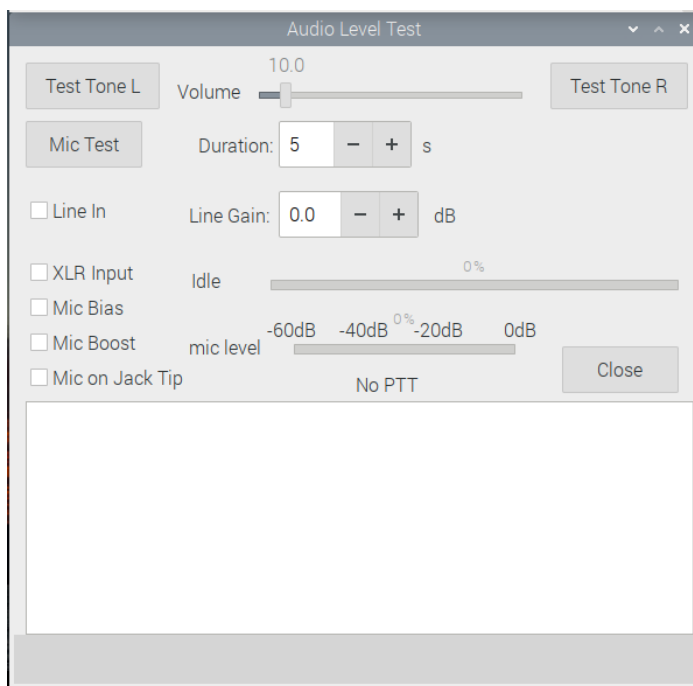 Audio Level Test
Test Tone L
Volume
10.0
Test Tone R
Mic Test
Duration:
5
−
+
s
Line In
Line Gain:
0.0
−
+
dB
XLR Input
Idle
0%
Mic Bias
Mic Boost
mic level
-60dB -40dB 0% -20dB 0dB
Mic on Jack Tip
No PTT
Close